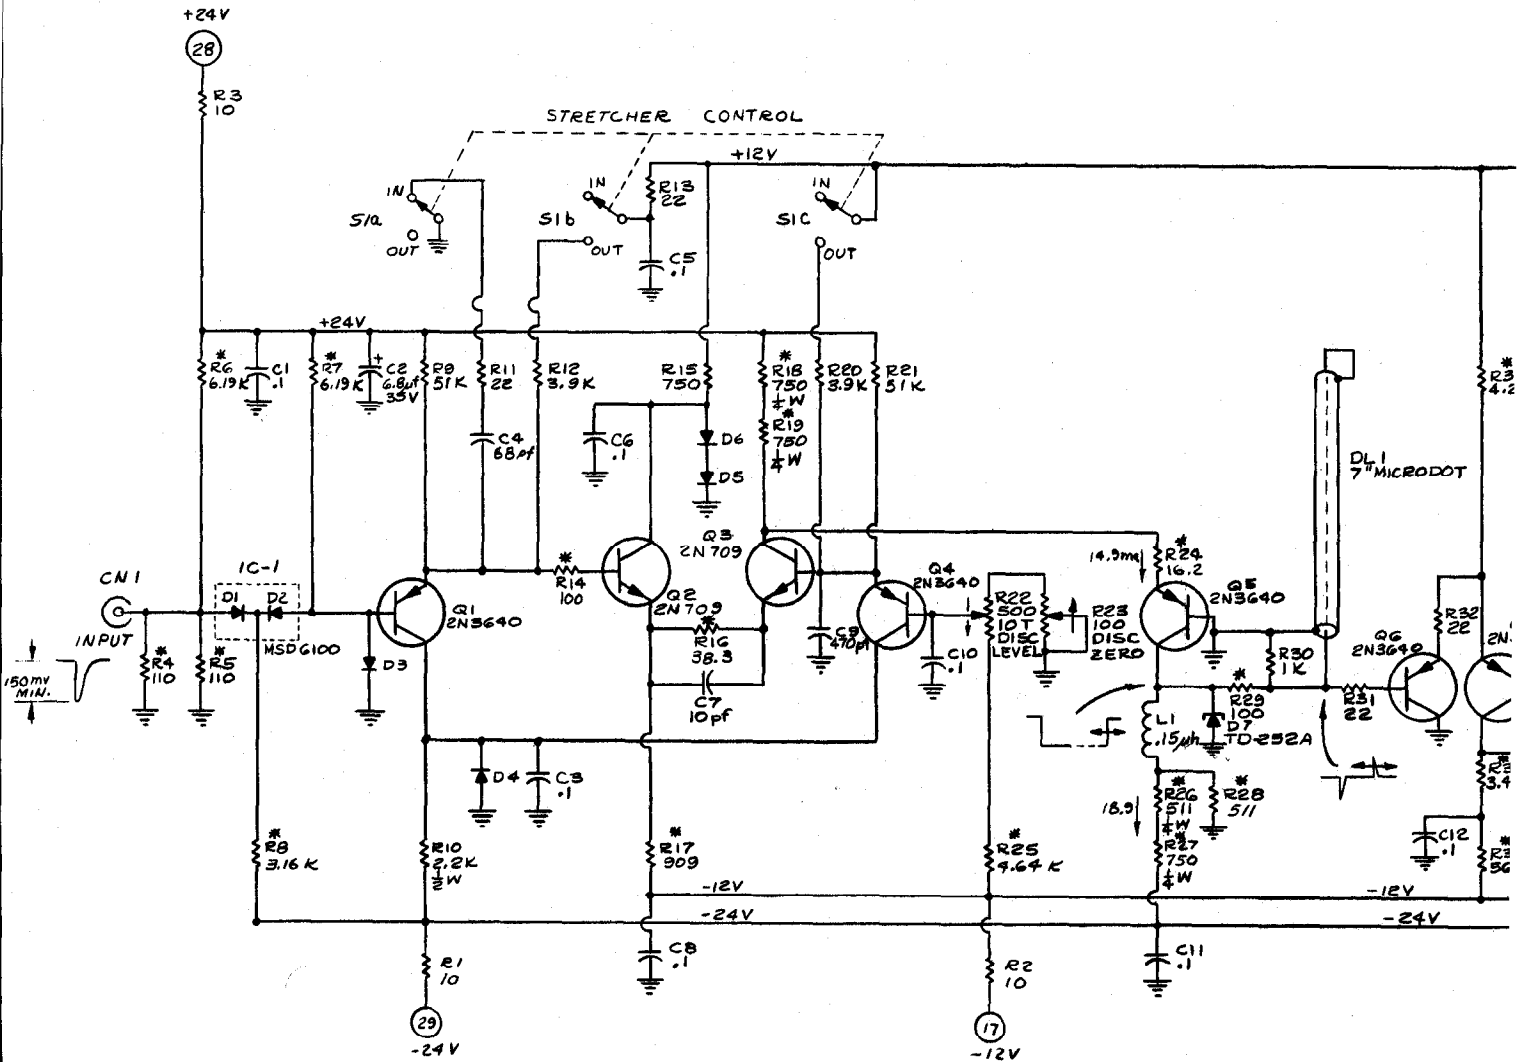 +24V
28
R3
10
STRETCHER CONTROL
+12V
IN
S1a
OUT
IN
S1b
OUT
R13
22
C5
.1
IN
S1C
OUT
+24V
* R6 6.19K
C1 .1
* R7 6.19K
+ C2 6.8uf 35V
R9 51K
R11 22
R12 3.9K
R15 750
* R18 750 ¼W
R20 3.9K
R21 51K
* R19 750 ¼W
C4 68pf
C6 .1
D6
D5
DL1
7" MICRODOT
CN1
INPUT
IC-1
D1 D2
MSD6100
Q1
2N3640
* R14 100
Q2
2N709
Q3
2N709
Q4
2N3640
R22 500 10T DISC LEVEL
R23 100 DISC ZERO
14.9ma
* R24 16.2
Q5
2N3640
R32 22
Q6
2N3640
150mv
MIN.
* R4 110
* R5 110
D3
* R16 38.3
C7
10pf
C9 470pf
C10 .1
R30 1K
* R29 100
R31 22
D7
TD-252A
L1 .15μh
D4
C3 .1
18.9
* R26 511 ¼W
* R28 511
* R27 750 ¼W
C12 .1
* R8 3.16K
R10 2.2K ½W
* R17 909
* R25 4.64K
-12V
-12V
-24V
-24V
R1 10
C8 .1
R2 10
C11 .1
29
-24V
17
-12V